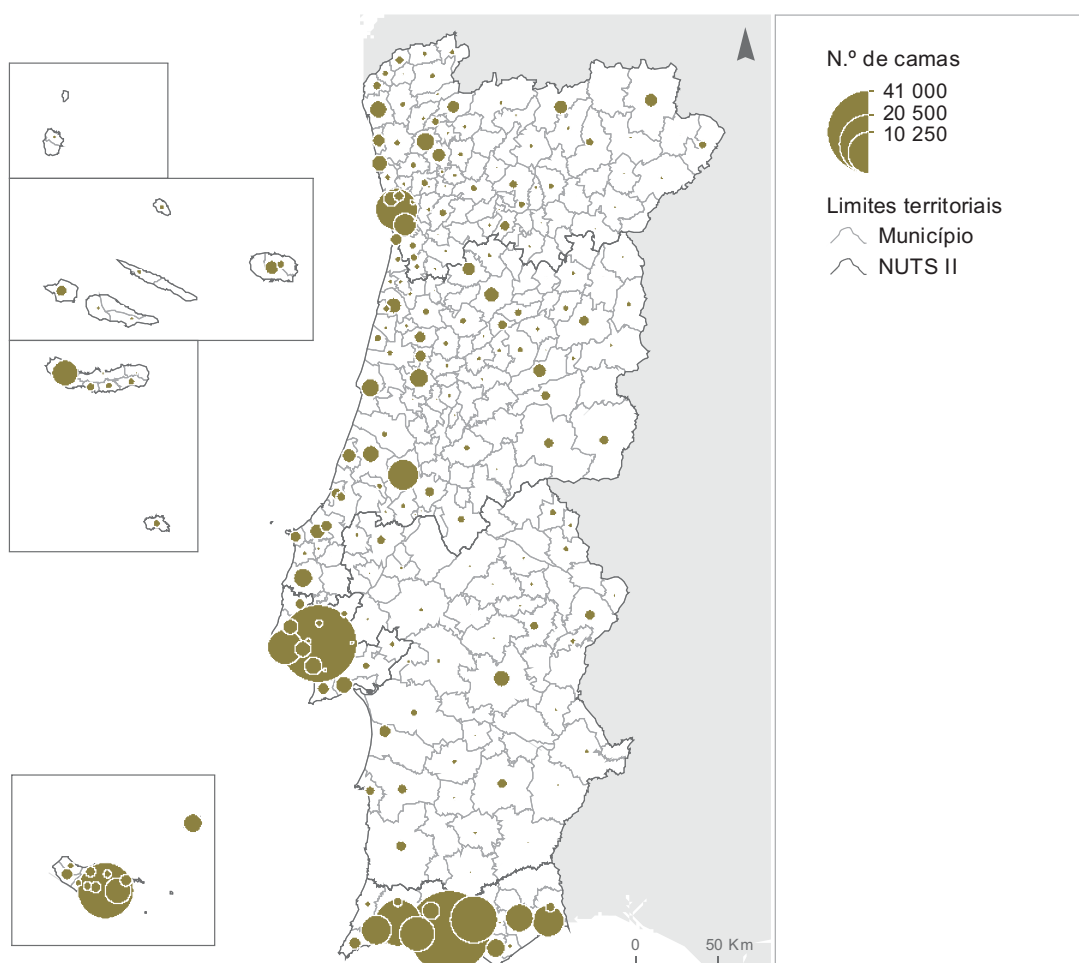 N.º de camas
41 000
20 500
10 250
Limites territoriais
Município
NUTS II
0 50 Km